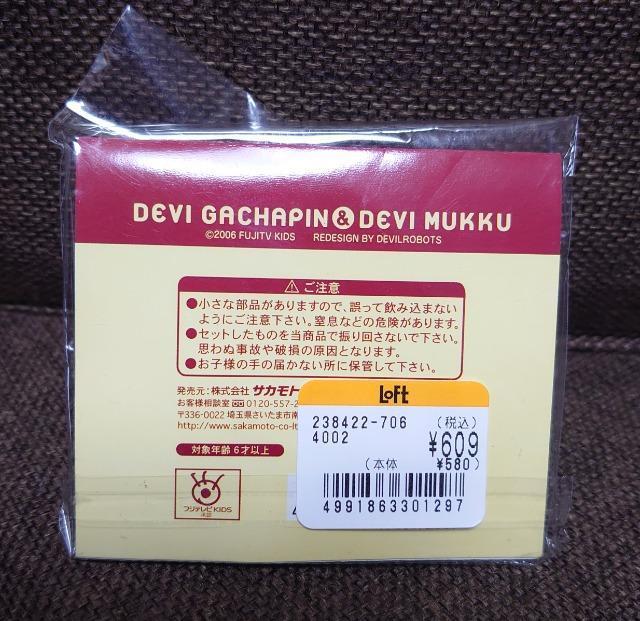 DEVI GACHAPIN&DEVI MUKKU
©2006 FUJITV KIDS REDESIGN BY DEVILROBOTS
⚠ ご注意
●小さな部品がありますので、誤って飲み込まない
ようにご注意下さい。窒息などの危険があります。
●セットしたものを当商品で振り回さないで下さい。
思わぬ事故や破損の原因となります。
●お子様の手の届かない所に保管して下さい。
発売元:株式会社 サカモト
お客様相談室 0120-557-2
〒336-0022 埼玉県さいたま市南
http://www.sakamoto-co-lt
対象年齢 6才以上
フジテレビKIDS
承認
LOFT
238422-706 (税込)
4002 ¥609
(本体 ¥580)
4991863301297